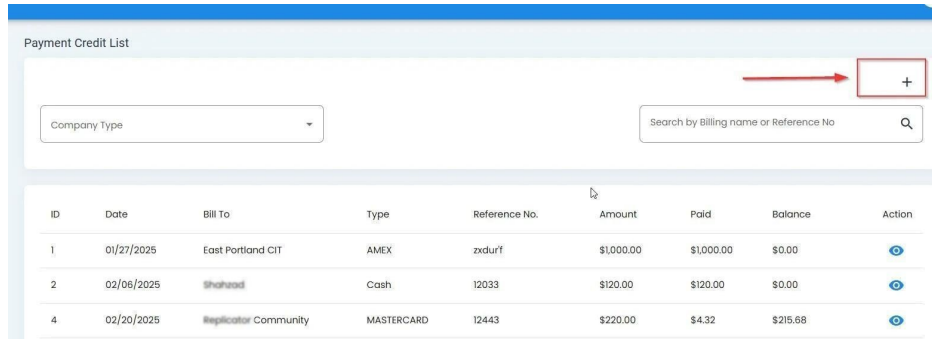 Payment Credit List
+
Company Type
Search by Billing name or Reference No
ID Date Bill To Type Reference No. Amount Paid Balance Action
1 01/27/2025 East Portland CIT AMEX zxdur'f $1,000.00 $1,000.00 $0.00
2 02/06/2025 Cash 12033 $120.00 $120.00 $0.00
4 02/20/2025 Community MASTERCARD 12443 $220.00 $4.32 $215.68